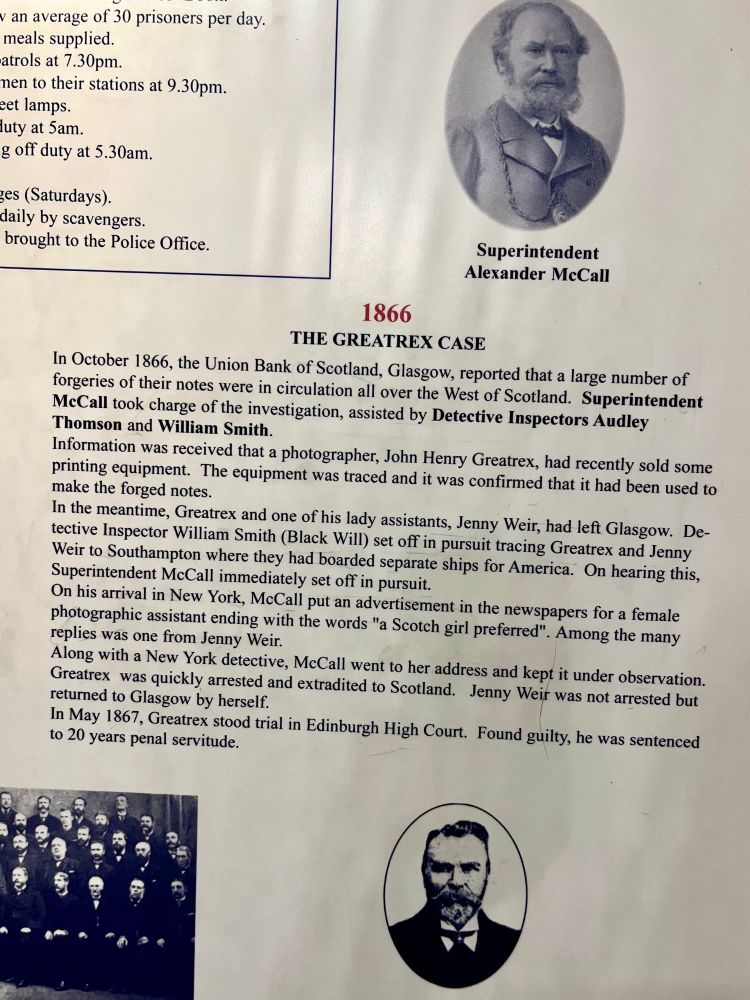 an average of 30 prisoners per day.
meals supplied.
at 7.30pm.
men to their stations at 9.30pm.
lamps.
duty at 5am.
off duty at 5.30am.
(Saturdays).
daily by scavengers.
brought to the Police Office.
Superintendent
Alexander McCall
1866
THE GREATREX CASE
In October 1866, the Union Bank of Scotland, Glasgow, reported that a large number of
forgeries of their notes were in circulation all over the West of Scotland. Superintendent
McCall took charge of the investigation, assisted by Detective Inspectors Audley
Thomson and William Smith.
Information was received that a photographer, John Henry Greatrex, had recently sold some
printing equipment. The equipment was traced and it was confirmed that it had been used to
make the forged notes.
In the meantime, Greatrex and one of his lady assistants, Jenny Weir, had left Glasgow. De-
tective Inspector William Smith (Black Will) set off in pursuit tracing Greatrex and Jenny
Weir to Southampton where they had boarded separate ships for America. On hearing this,
Superintendent McCall immediately set off in pursuit.
On his arrival in New York, McCall put an advertisement in the newspapers for a female
photographic assistant ending with the words "a Scotch girl preferred". Among the many
replies was one from Jenny Weir.
Along with a New York detective, McCall went to her address and kept it under observation.
Greatrex was quickly arrested and extradited to Scotland. Jenny Weir was not arrested but
returned to Glasgow by herself.
In May 1867, Greatrex stood trial in Edinburgh High Court. Found guilty, he was sentenced
to 20 years penal servitude.